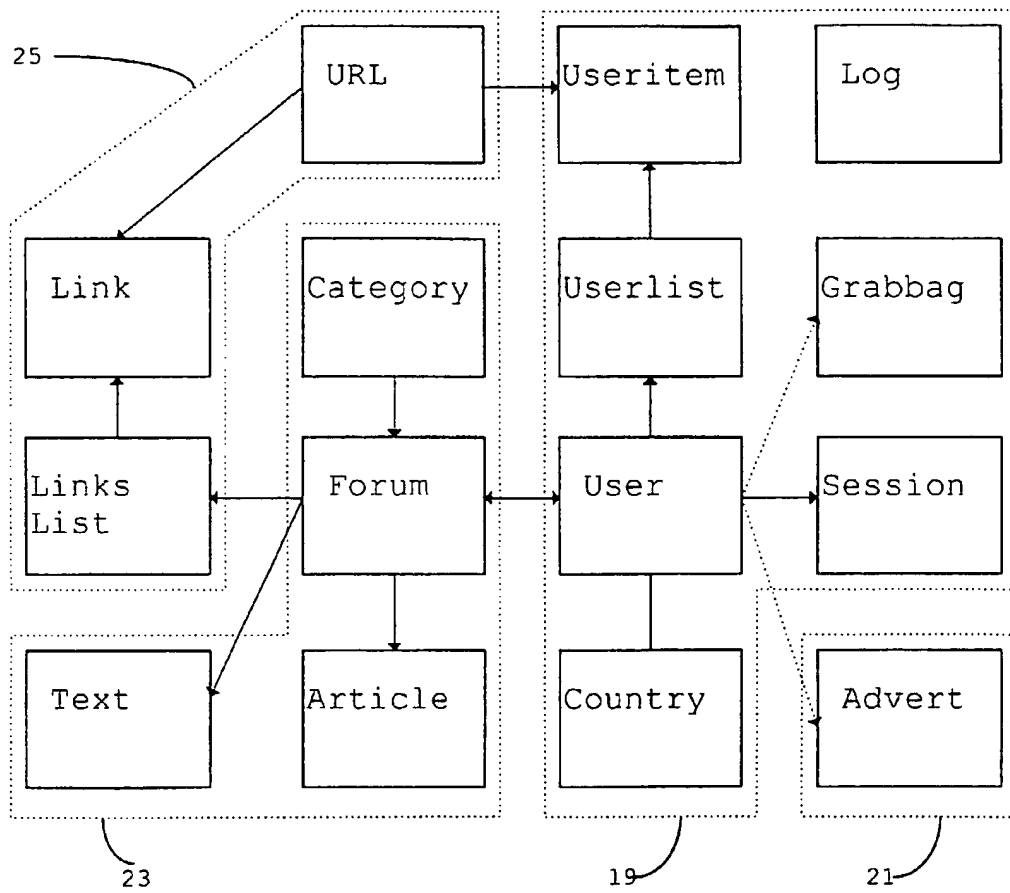 25
URL
Useritem
Log
Link
Category
Userlist
Grabbag
Links
List
Forum
User
Session
Text
Article
Country
Advert
23
19
21